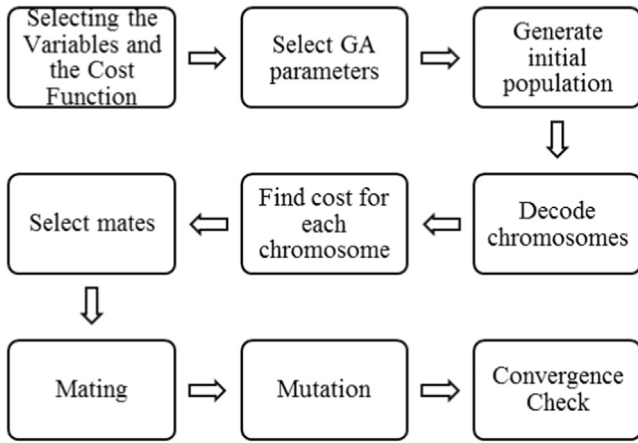 Selecting the
Variables and
the Cost
Function
Select GA
parameters
Generate
initial
population
Decode
chromosomes
Find cost for
each
chromosome
Select mates
Mating
Mutation
Convergence
Check